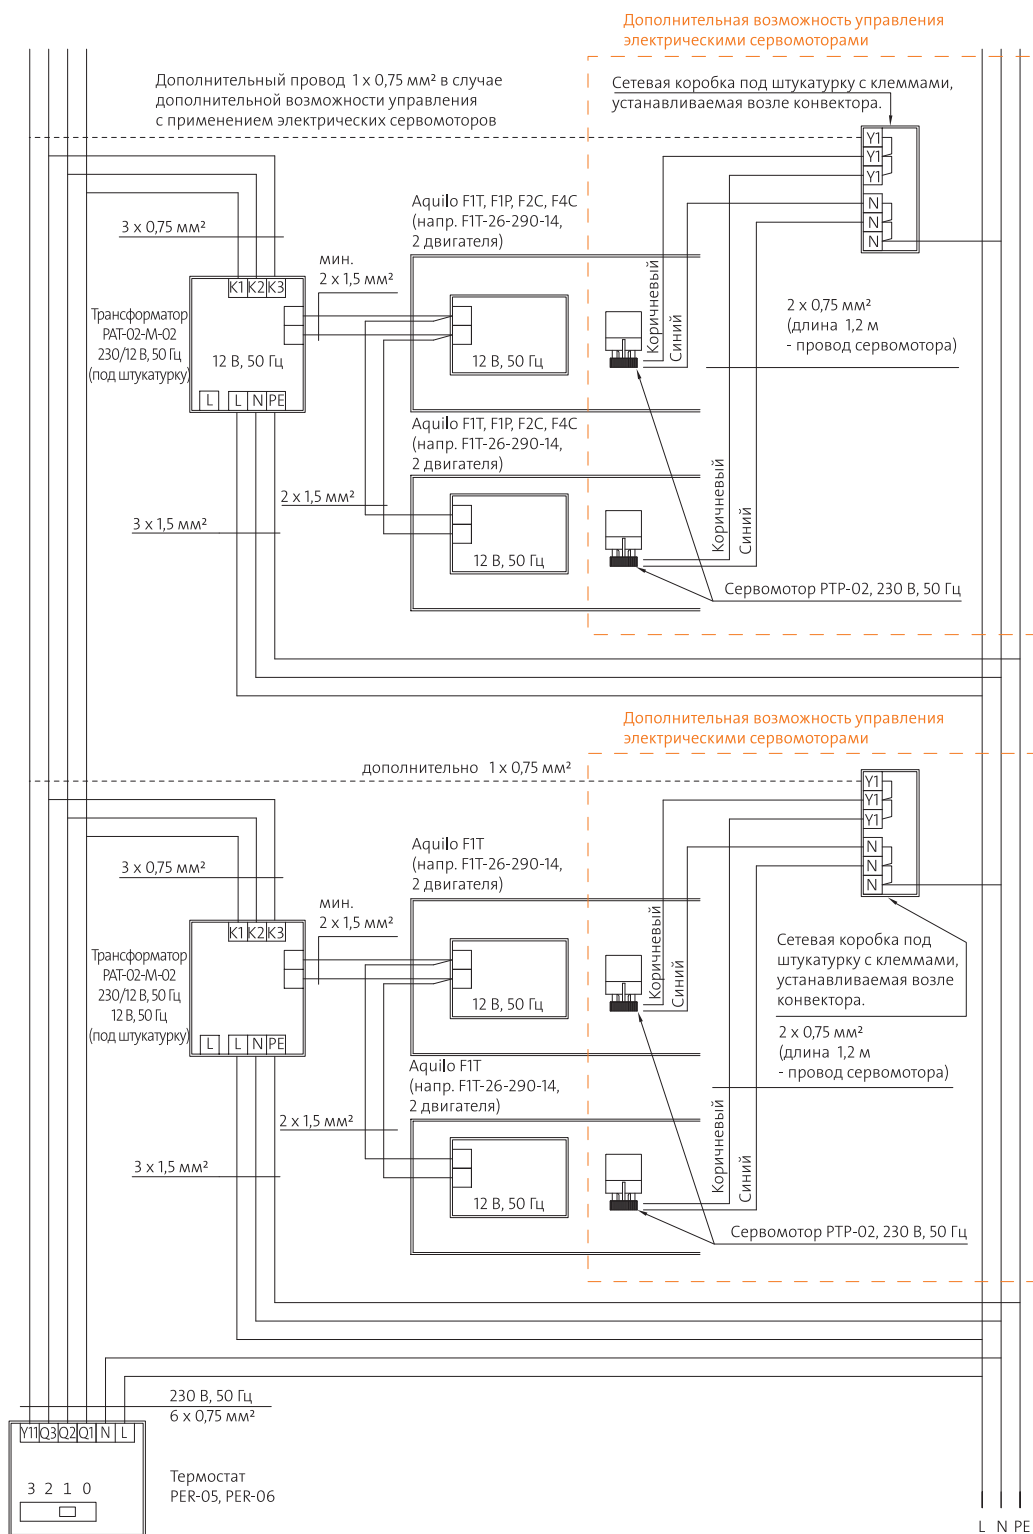 Дополнительная возможность управления
электрическими сервомоторами
Дополнительный провод 1 x 0,75 мм² в случае
дополнительной возможности управления
с применением электрических сервомоторов
Сетевая коробка под штукатурку с клеммами,
устанавливаемая возле конвектора.
Y1
Y1
Y1
N
N
N
3 x 0,75 мм²
Aquilo F1T, F1P, F2C, F4C
(напр. F1T-26-290-14,
2 двигателя)
мин.
2 x 1,5 мм²
K1 K2 K3
Трансформатор
PAT-02-M-02
230/12 В, 50 Гц
(под штукатурку)
12 В, 50 Гц
L L N PE
12 В, 50 Гц
Коричневый
Синий
2 x 0,75 мм²
(длина 1,2 м
- провод сервомотора)
Aquilo F1T, F1P, F2C, F4C
(напр. F1T-26-290-14,
2 двигателя)
2 x 1,5 мм²
3 x 1,5 мм²
12 В, 50 Гц
Коричневый
Синий
Сервомотор РТР-02, 230 В, 50 Гц
Дополнительная возможность управления
электрическими сервомоторами
дополнительно 1 x 0,75 мм²
Y1
Y1
Y1
N
N
N
3 x 0,75 мм²
Aquilo F1T
(напр. F1T-26-290-14,
2 двигателя)
мин.
2 x 1,5 мм²
K1 K2 K3
Трансформатор
PAT-02-M-02
230/12 В, 50 Гц
12 В, 50 Гц
(под штукатурку)
L L N PE
12 В, 50 Гц
Коричневый
Синий
Сетевая коробка под
штукатурку с клеммами,
устанавливаемая возле
конвектора.
2 x 0,75 мм²
(длина 1,2 м
- провод сервомотора)
Aquilo F1T
(напр. F1T-26-290-14,
2 двигателя)
2 x 1,5 мм²
3 x 1,5 мм²
12 В, 50 Гц
Коричневый
Синий
Сервомотор РТР-02, 230 В, 50 Гц
230 В, 50 Гц
6 x 0,75 мм²
Y11 Q3 Q2 Q1 N L
3 2 1 0
Термостат
PER-05, PER-06
L N PE